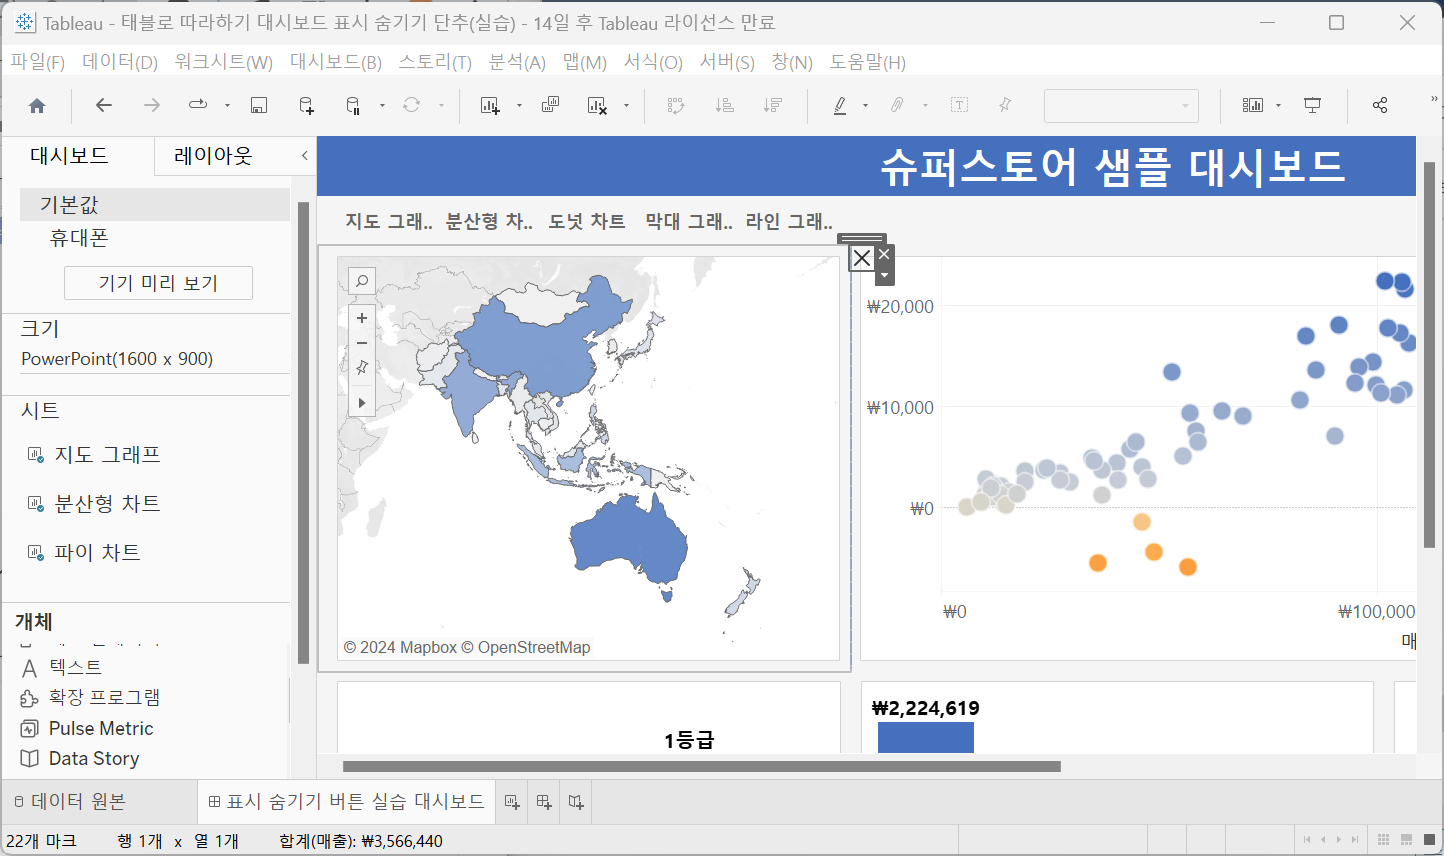 Tableau - 태블로 따라하기 대시보드 표시 숨기기 단추(실습) - 14일 후 Tableau 라이선스 만료
파일(F) 데이터(D) 워크시트(W) 대시보드(B) 스토리(T) 분석(A) 맵(M) 서식(O) 서버(S) 창(N) 도움말(H)
대시보드 레이아웃
기본값
휴대폰
기기 미리 보기
크기
PowerPoint(1600 x 900)
시트
지도 그래프
분산형 차트
파이 차트
개체
텍스트
확장 프로그램
Pulse Metric
Data Story
슈퍼스토어 샘플 대시보드
지도 그래.. 분산형 차.. 도넛 차트 막대 그래.. 라인 그래..
© 2024 Mapbox © OpenStreetMap
₩20,000
₩10,000
₩0
₩0 ₩100,000
매
1등급
₩2,224,619
데이터 원본 표시 숨기기 버튼 실습 대시보드
22개 마크 행 1개 x 열 1개 합계(매출): ₩3,566,440